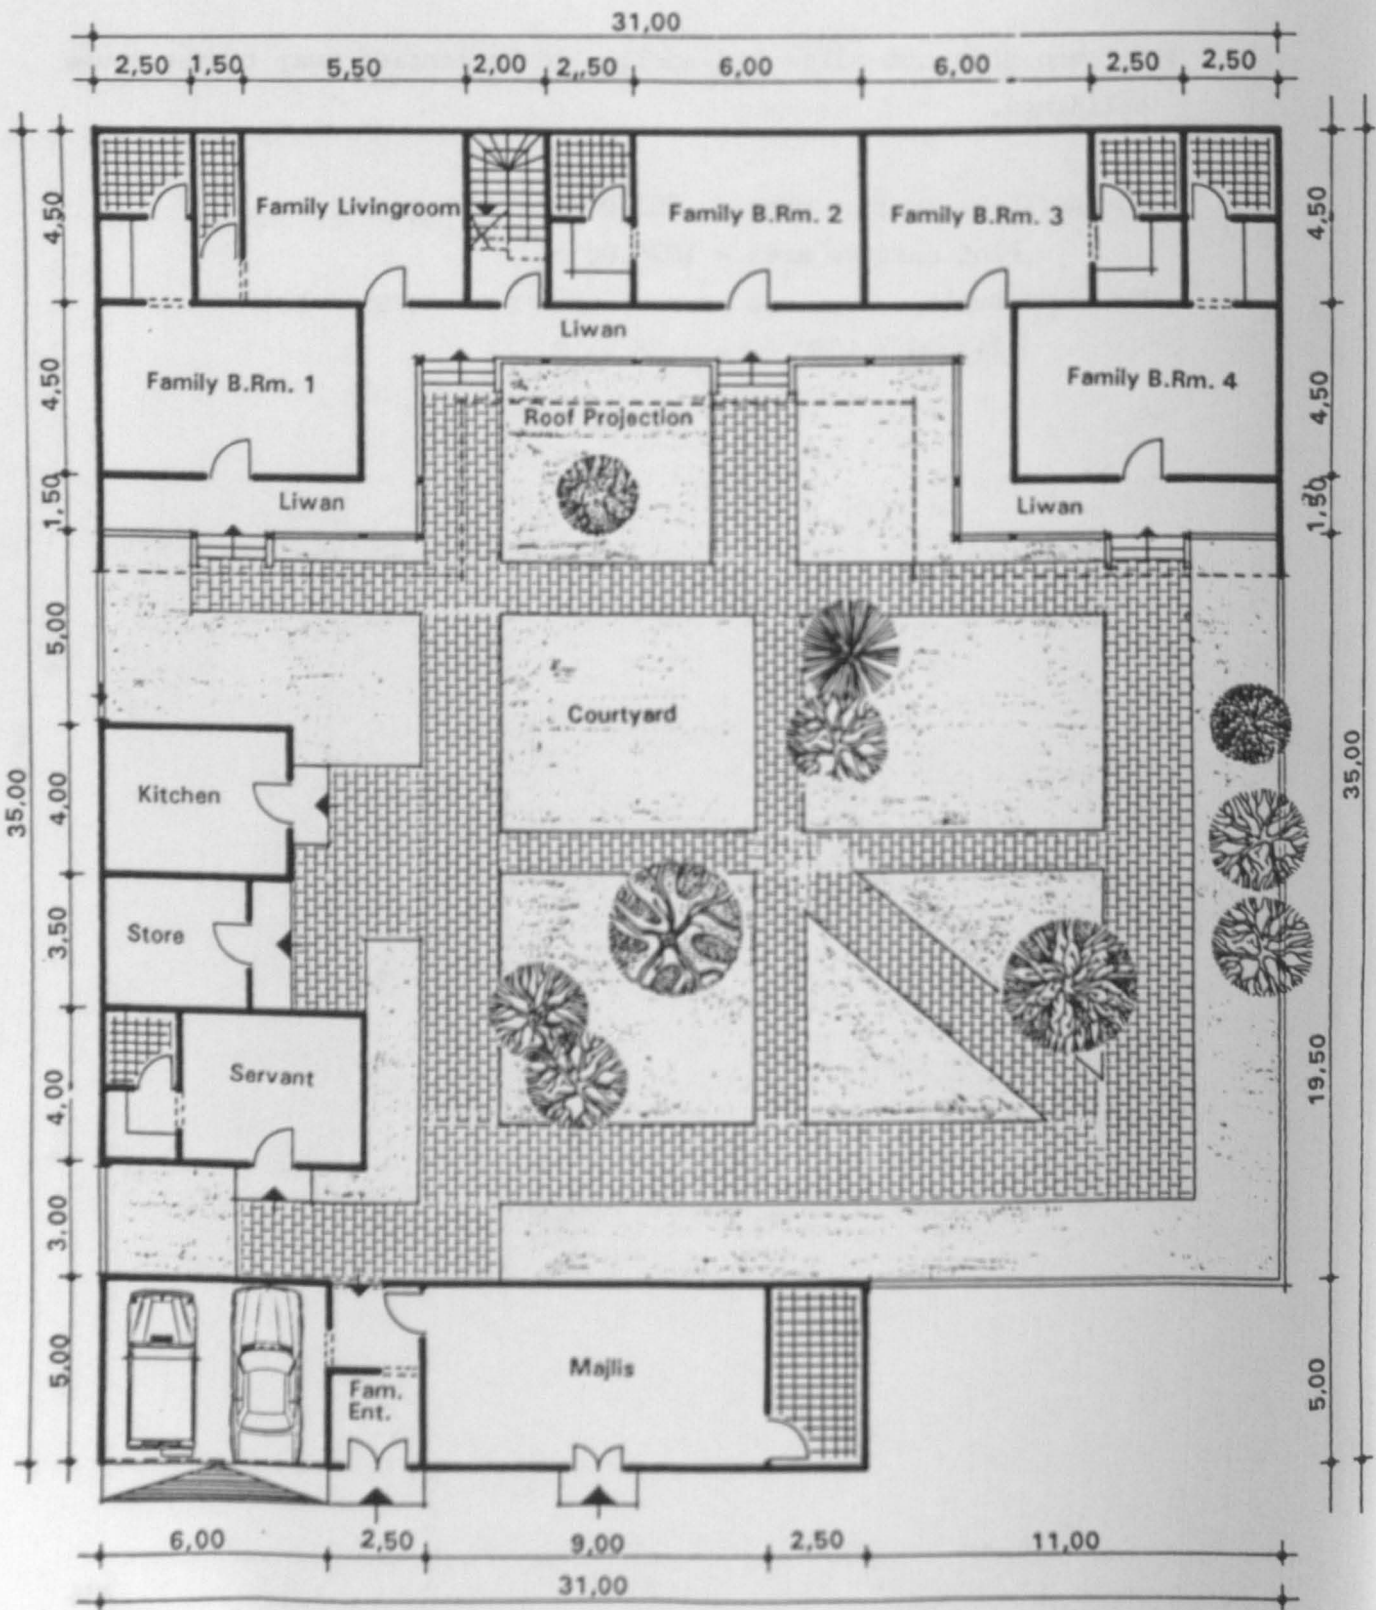 31,00
2,50 1,50 5,50 2,00 2,50 6,00 6,00 2,50 2,50
4,50
4,50
1,50
5,00
4,00
3,50
4,00
3,00
5,00
35,00
Family Livingroom
Family B.Rm. 2
Family B.Rm. 3
Liwan
Family B.Rm. 1
Family B.Rm. 4
Roof Projection
Liwan
Liwan
Courtyard
Kitchen
Store
Servant
Majlis
Fam.
Ent.
4,50
4,50
1,50
19,50
5,00
35,00
6,00 2,50 9,00 2,50 11,00
31,00